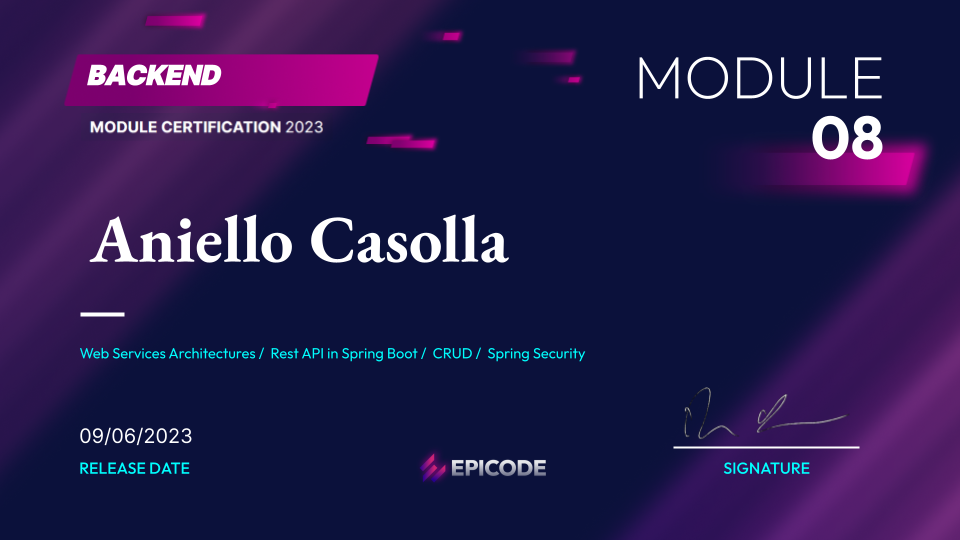 BACKEND
MODULE CERTIFICATION 2023
MODULE
08
Aniello Casolla
Web Services Architectures / Rest API in Spring Boot / CRUD / Spring Security
09/06/2023
RELEASE DATE
EPICODE
SIGNATURE